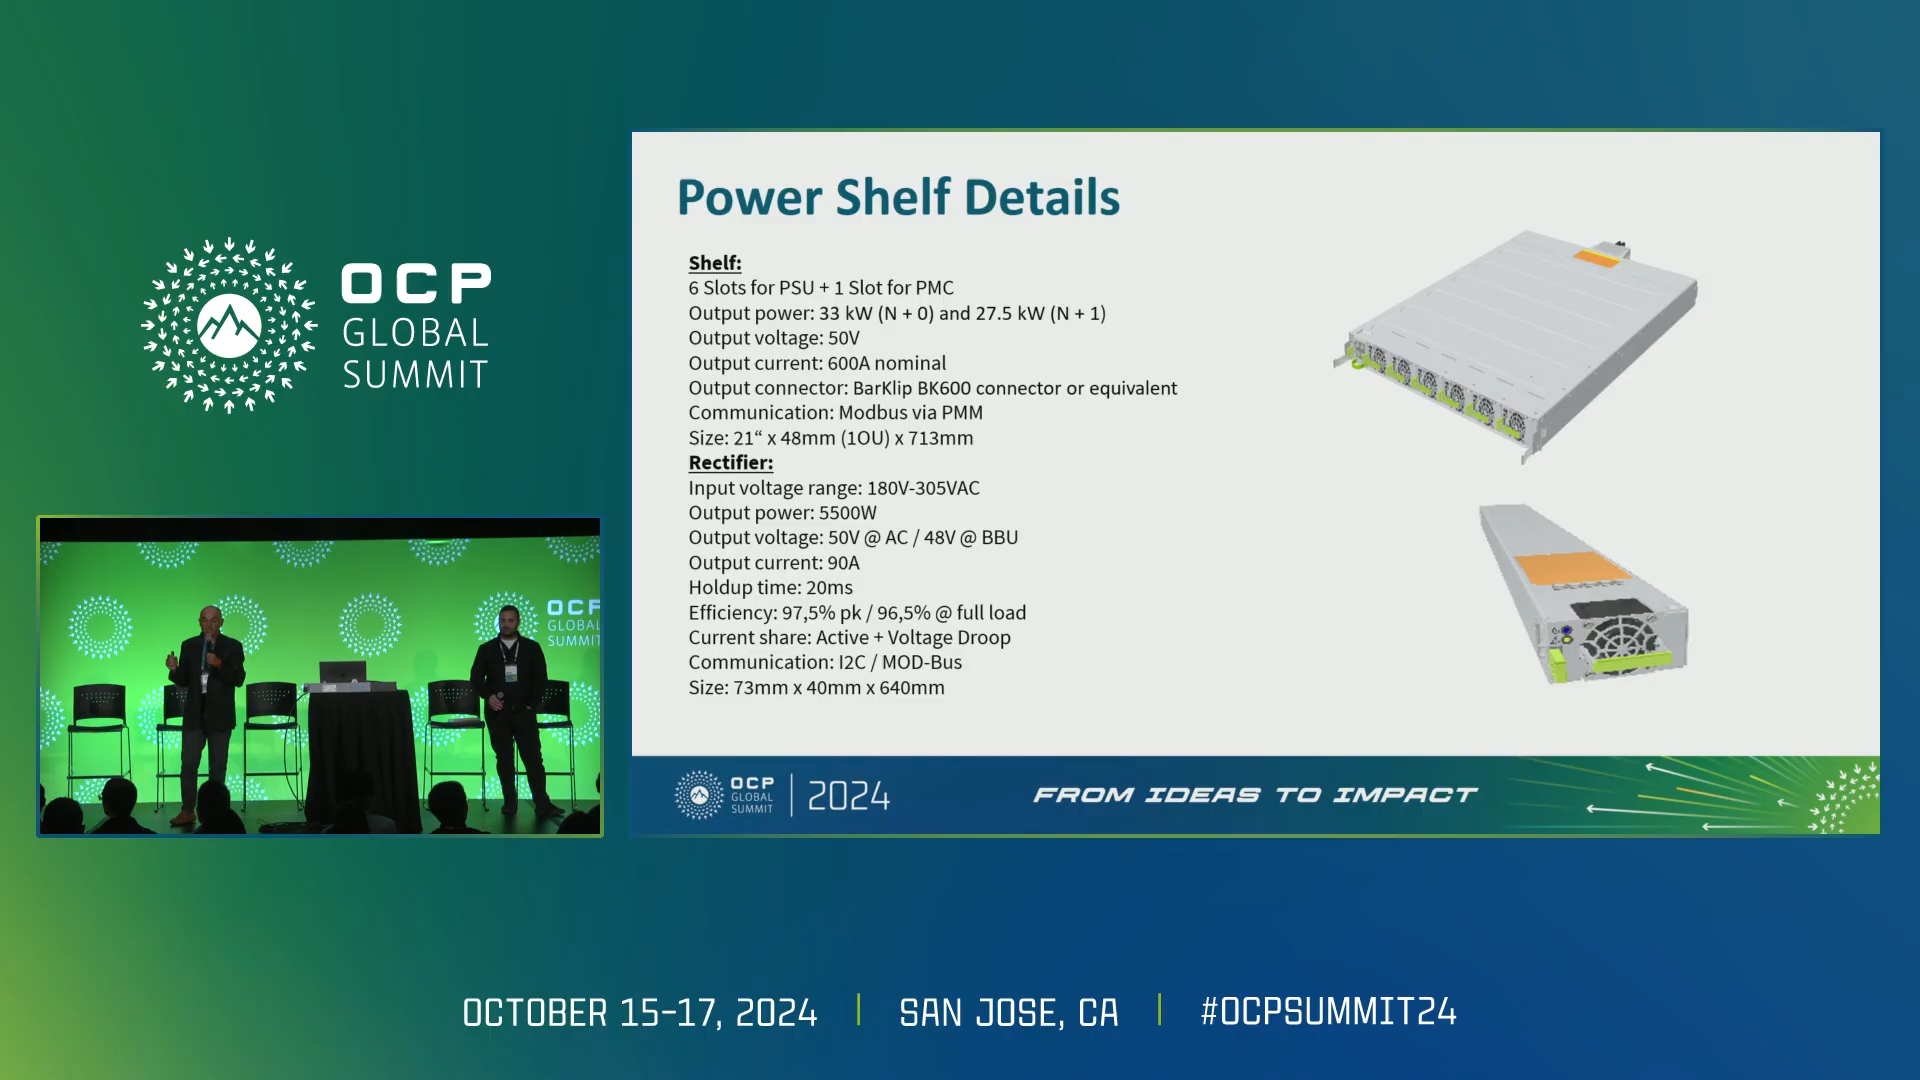 OCP
GLOBAL
SUMMIT
OCP
GLOBAL
SUMMIT
Power Shelf Details
Shelf:
6 Slots for PSU + 1 Slot for PMC
Output power: 33 kW (N + 0) and 27.5 kW (N + 1)
Output voltage: 50V
Output current: 600A nominal
Output connector: BarKlip BK600 connector or equivalent
Communication: Modbus via PMM
Size: 21“ x 48mm (1OU) x 713mm
Rectifier:
Input voltage range: 180V-305VAC
Output power: 5500W
Output voltage: 50V @ AC / 48V @ BBU
Output current: 90A
Holdup time: 20ms
Efficiency: 97,5% pk / 96,5% @ full load
Current share: Active + Voltage Droop
Communication: I2C / MOD-Bus
Size: 73mm x 40mm x 640mm
OCP
GLOBAL
SUMMIT
2024
FROM IDEAS TO IMPACT
OCTOBER 15-17, 2024
SAN JOSE, CA
#OCPSUMMIT24